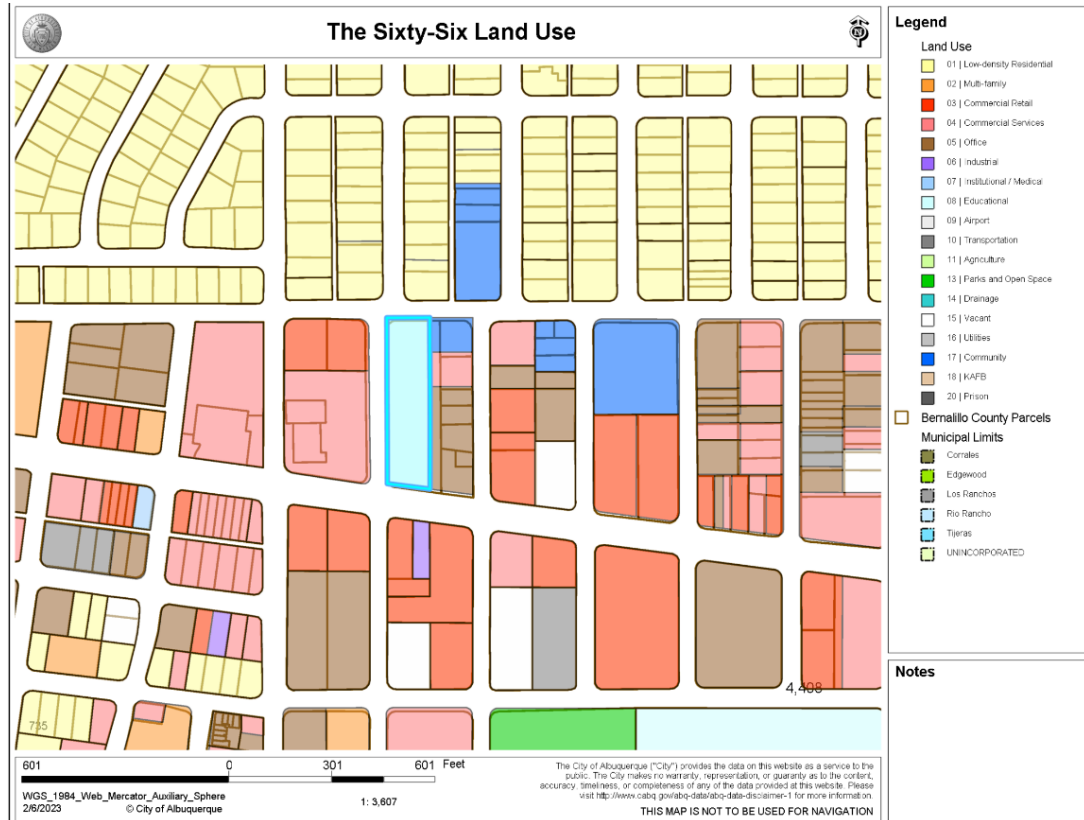 The Sixty-Six Land Use
Legend
Land Use
01 | Low-density Residential
02 | Multi-family
03 | Commercial Retail
04 | Commercial Services
05 | Office
06 | Industrial
07 | Institutional / Medical
08 | Educational
09 | Airport
10 | Transportation
11 | Agriculture
13 | Parks and Open Space
14 | Drainage
15 | Vacant
16 | Utilities
17 | Community
18 | KAFB
20 | Prison
Bernalillo County Parcels
Municipal Limits
Corrales
Edgewood
Los Ranchos
Rio Rancho
Tijeras
UNINCORPORATED
Notes
4,408
735
601 0 301 601 Feet
WGS_1984_Web_Mercator_Auxiliary_Sphere
2/6/2023 © City of Albuquerque
1: 3,607
The City of Albuquerque ("City") provides the data on this website as a service to the
public. The City makes no warranty, representation, or guaranty as to the content,
accuracy, timeliness, or completeness of any of the data provided at this website. Please
visit http://www.cabq.gov/abq-data/abq-data-disclaimer-1 for more information.
THIS MAP IS NOT TO BE USED FOR NAVIGATION